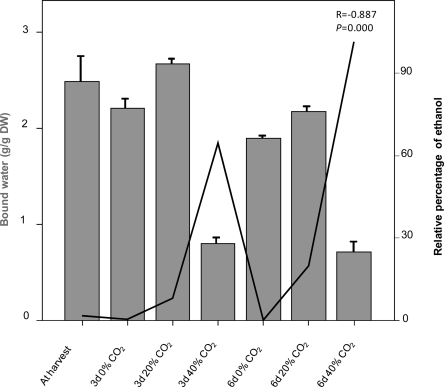 R=-0.887
P=0.000
3
2
1
0
90
60
30
0
Bound water (g/g DW)
Relative percentage of ethanol
At harvest
3d 0% CO₂
3d 20% CO₂
3d 40% CO₂
6d 0% CO₂
6d 20% CO₂
6d 40% CO₂